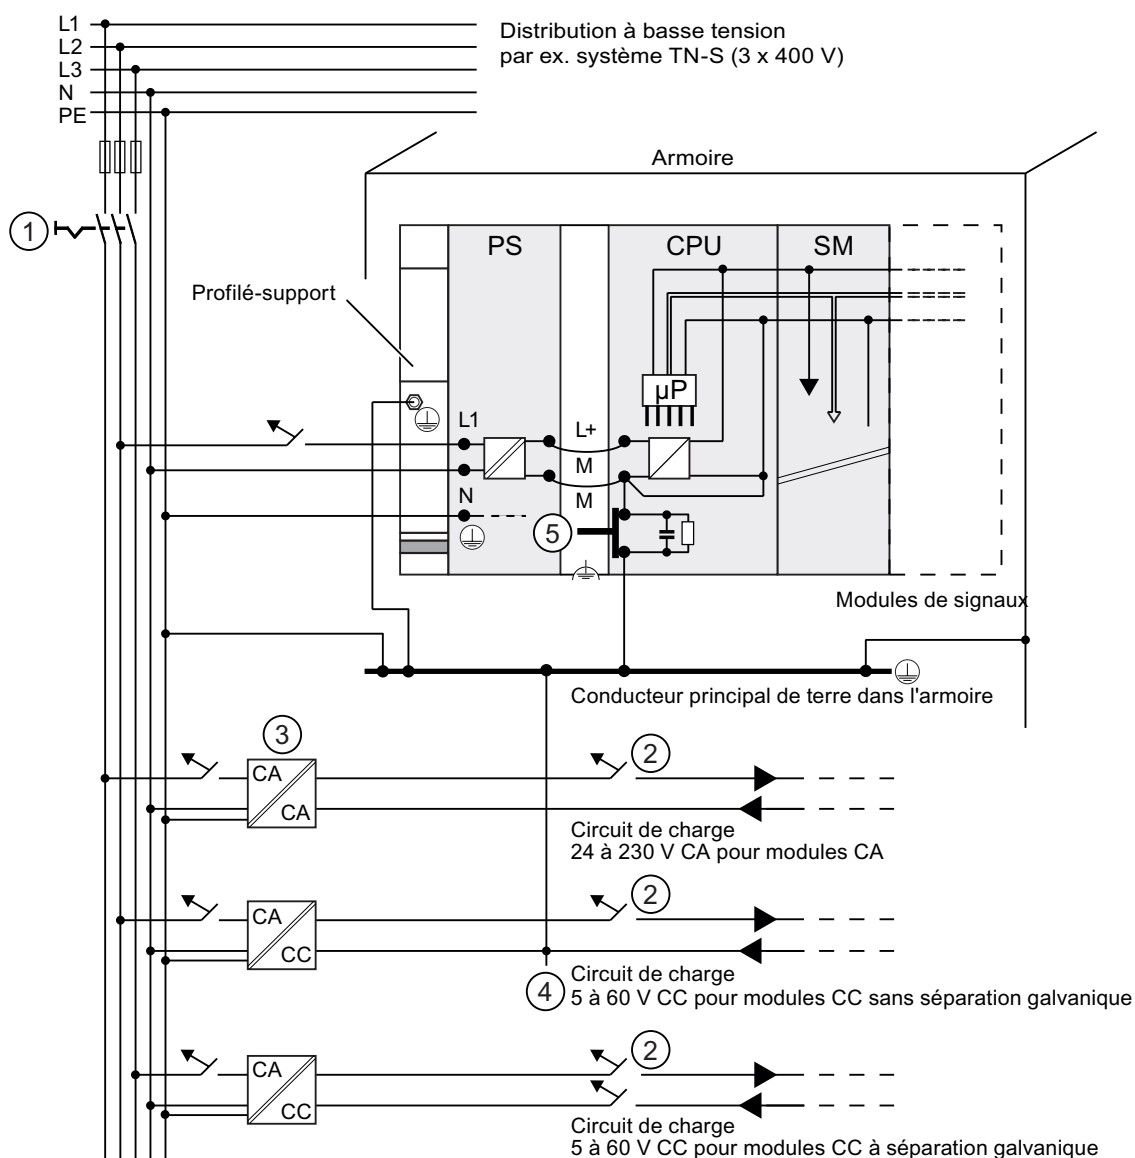 L1
L2
L3
N
PE
Distribution à basse tension
par ex. système TN-S (3 x 400 V)
Armoire
1
PS
CPU
SM
Profilé-support
µP
L1
L+
M
N
M
5
Modules de signaux
Conducteur principal de terre dans l'armoire
3
2
CA
CA
Circuit de charge
24 à 230 V CA pour modules CA
2
CA
CC
4
Circuit de charge
5 à 60 V CC pour modules CC sans séparation galvanique
2
CA
CC
Circuit de charge
5 à 60 V CC pour modules CC à séparation galvanique